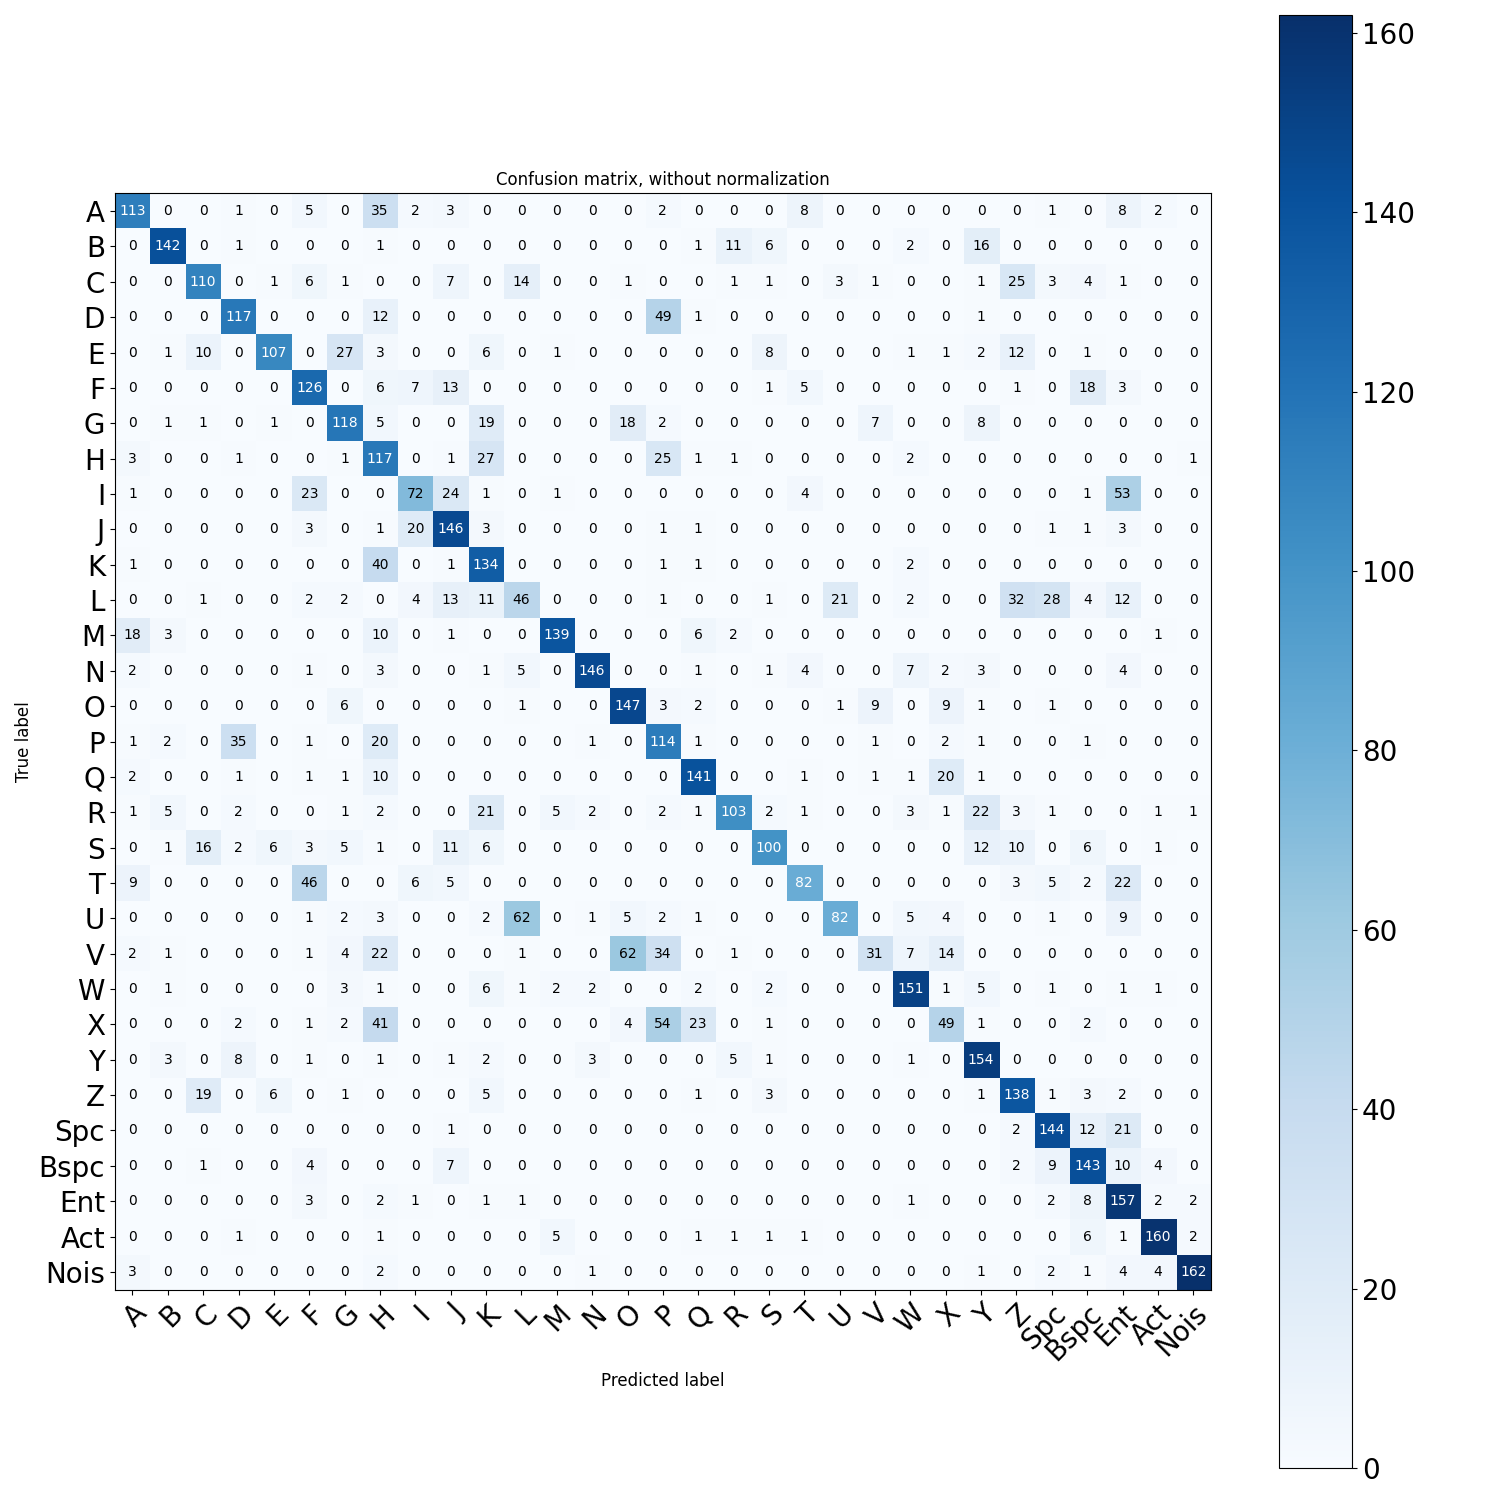 Confusion matrix, without normalization
True label
A 113 0 0 1 0 5 0 35 2 3 0 0 0 0 0 2 0 0 0 8 0 0 0 0 0 0 1 0 8 2 0
B 0 142 0 1 0 0 0 1 0 0 0 0 0 0 0 0 1 11 6 0 0 0 2 0 16 0 0 0 0 0 0
C 0 0 110 0 1 6 1 0 0 7 0 14 0 0 1 0 0 1 1 0 3 1 0 0 1 25 3 4 1 0 0
D 0 0 0 117 0 0 0 12 0 0 0 0 0 0 0 49 1 0 0 0 0 0 0 0 1 0 0 0 0 0 0
E 0 1 10 0 107 0 27 3 0 0 6 0 1 0 0 0 0 0 8 0 0 0 1 1 2 12 0 1 0 0 0
F 0 0 0 0 0 126 0 6 7 13 0 0 0 0 0 0 0 0 1 5 0 0 0 0 0 1 0 18 3 0 0
G 0 1 1 0 1 0 118 5 0 0 19 0 0 0 18 2 0 0 0 0 0 7 0 0 8 0 0 0 0 0 0
H 3 0 0 1 0 0 1 117 0 1 27 0 0 0 0 25 1 1 0 0 0 0 2 0 0 0 0 0 0 0 1
I 1 0 0 0 0 23 0 0 72 24 1 0 1 0 0 0 0 0 0 4 0 0 0 0 0 0 0 1 53 0 0
J 0 0 0 0 0 3 0 1 20 146 3 0 0 0 0 1 1 0 0 0 0 0 0 0 0 0 1 1 3 0 0
K 1 0 0 0 0 0 0 40 0 1 134 0 0 0 0 1 1 0 0 0 0 0 2 0 0 0 0 0 0 0 0
L 0 0 1 0 0 2 2 0 4 13 11 46 0 0 0 1 0 0 1 0 21 0 2 0 0 32 28 4 12 0 0
M 18 3 0 0 0 0 0 10 0 1 0 0 139 0 0 0 6 2 0 0 0 0 0 0 0 0 0 0 0 1 0
N 2 0 0 0 0 1 0 3 0 0 1 5 0 146 0 0 1 0 1 4 0 0 7 2 3 0 0 0 4 0 0
O 0 0 0 0 0 0 6 0 0 0 0 1 0 0 147 3 2 0 0 0 1 9 0 9 1 0 1 0 0 0 0
P 1 2 0 35 0 1 0 20 0 0 0 0 0 1 0 114 1 0 0 0 0 1 0 2 1 0 0 1 0 0 0
Q 2 0 0 1 0 1 1 10 0 0 0 0 0 0 0 0 141 0 0 1 0 1 1 20 1 0 0 0 0 0 0
R 1 5 0 2 0 0 1 2 0 0 21 0 5 2 0 2 1 103 2 1 0 0 3 1 22 3 1 0 0 1 1
S 0 1 16 2 6 3 5 1 0 11 6 0 0 0 0 0 0 0 100 0 0 0 0 0 12 10 0 6 0 1 0
T 9 0 0 0 0 46 0 0 6 5 0 0 0 0 0 0 0 0 0 82 0 0 0 0 0 3 5 2 22 0 0
U 0 0 0 0 0 1 2 3 0 0 2 62 0 1 5 2 1 0 0 0 82 0 5 4 0 0 1 0 9 0 0
V 2 1 0 0 0 1 4 22 0 0 0 1 0 0 62 34 0 1 0 0 0 31 7 14 0 0 0 0 0 0 0
W 0 1 0 0 0 0 3 1 0 0 6 1 2 2 0 0 2 0 2 0 0 0 151 1 5 0 1 0 1 1 0
X 0 0 0 2 0 1 2 41 0 0 0 0 0 0 4 54 23 0 1 0 0 0 0 49 1 0 0 2 0 0 0
Y 0 3 0 8 0 1 0 1 0 1 2 0 0 3 0 0 0 5 1 0 0 0 1 0 154 0 0 0 0 0 0
Z 0 0 19 0 6 0 1 0 0 0 5 0 0 0 0 0 1 0 3 0 0 0 0 0 1 138 1 3 2 0 0
Spc 0 0 0 0 0 0 0 0 0 1 0 0 0 0 0 0 0 0 0 0 0 0 0 0 0 2 144 12 21 0 0
Bspc 0 0 1 0 0 4 0 0 0 7 0 0 0 0 0 0 0 0 0 0 0 0 0 0 0 2 9 143 10 4 0
Ent 0 0 0 0 0 3 0 2 1 0 1 1 0 0 0 0 0 0 0 0 0 0 1 0 0 0 2 8 157 2 2
Act 0 0 0 1 0 0 0 1 0 0 0 0 5 0 0 0 1 1 1 1 0 0 0 0 0 0 0 6 1 160 2
Nois 3 0 0 0 0 0 0 2 0 0 0 0 0 1 0 0 0 0 0 0 0 0 0 0 1 0 2 1 4 4 162
A B C D E F G H I J K L M N O P Q R S T U V W X Y Z Spc Bspc Ent Act Nois
Predicted label
160
140
120
100
80
60
40
20
0